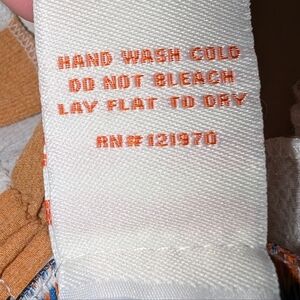 HAND WASH COLD
DO NOT BLEACH
LAY FLAT TO DRY
RN# 121970